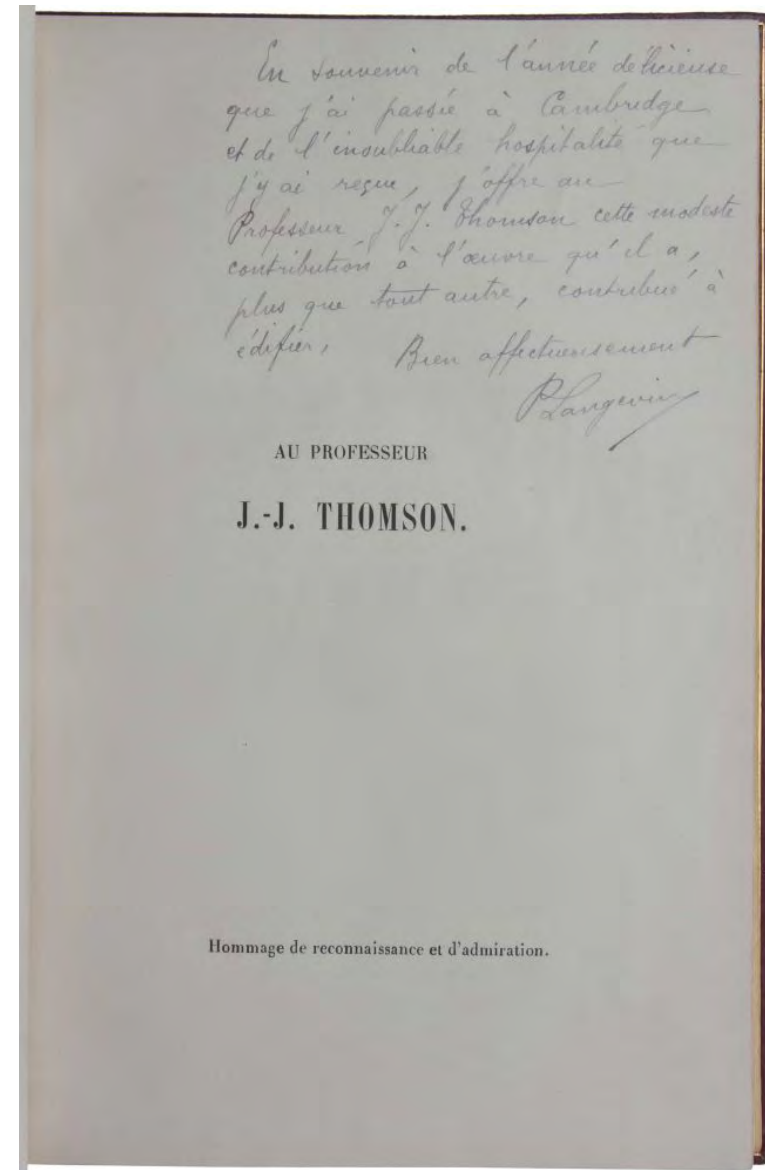 En souvenir de l'année délicieuse
que j'ai passée à Cambridge
et de l'inoubliable hospitalité que
j'y ai reçue, j'offre au
Professeur J. J. Thomson cette modeste
contribution à l'œuvre qu'il a,
plus que tout autre, contribué à
édifier,   Bien affectueusement
P Langevin
AU PROFESSEUR
J.-J. THOMSON.
Hommage de reconnaissance et d'admiration.